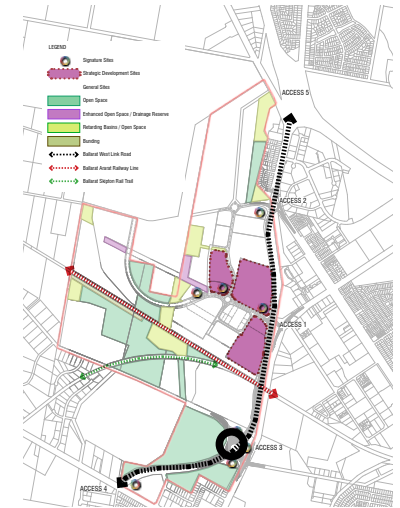 LEGEND
Signature Sites
Strategic Development Sites
General Sites
Open Space
Enhanced Open Space / Drainage Reserve
Retarding Basins / Open Space
Bunding
Ballarat West Link Road
Ballarat Ararat Railway Line
Ballarat Skipton Rail Trail
ACCESS 5
ACCESS 2
ACCESS 1
ACCESS 3
ACCESS 4